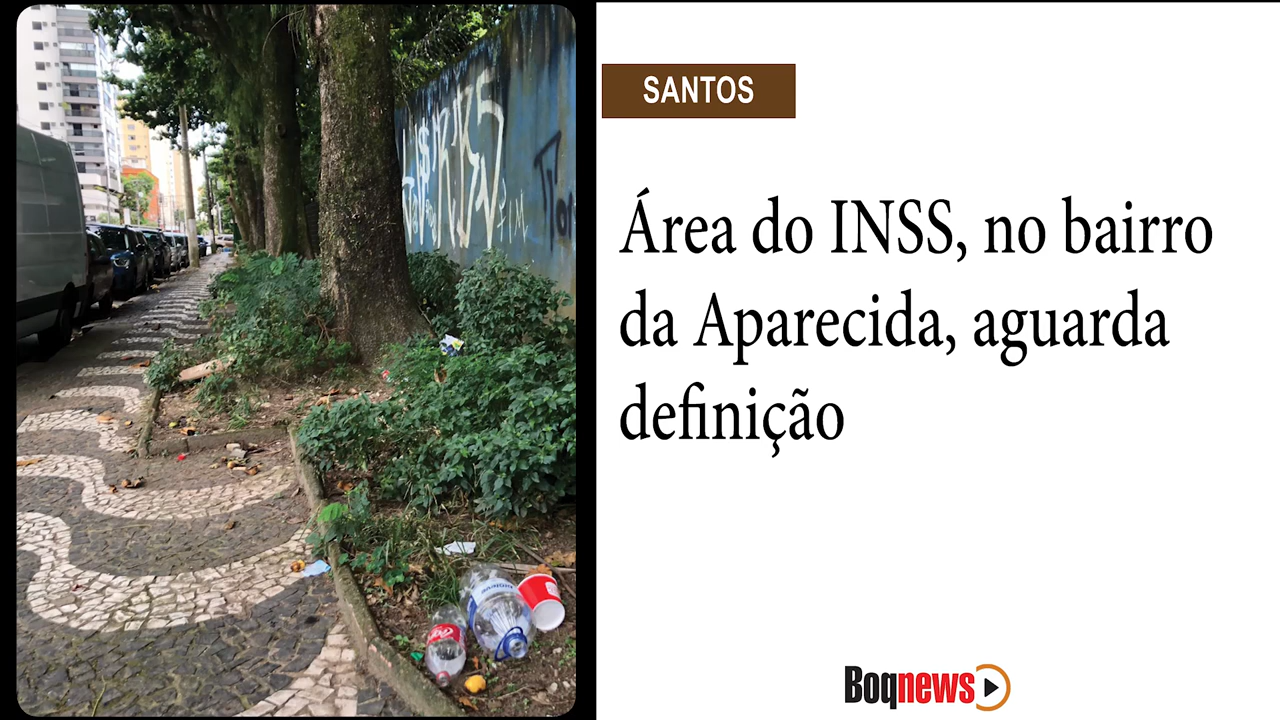 SANTOS
Área do INSS, no bairro
da Aparecida, aguarda
definição
Boqnews